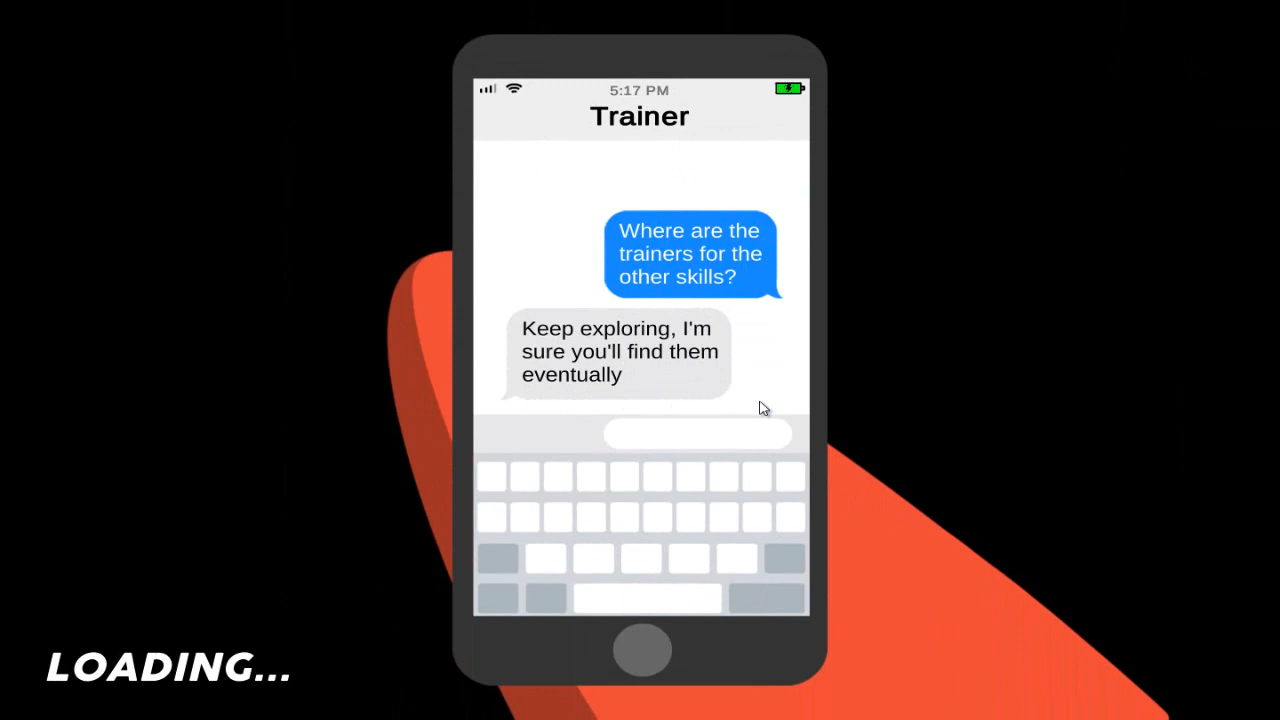 5:17 PM
Trainer
Where are the
trainers for the
other skills?
Keep exploring, I'm
sure you'll find them
eventually
LOADING...